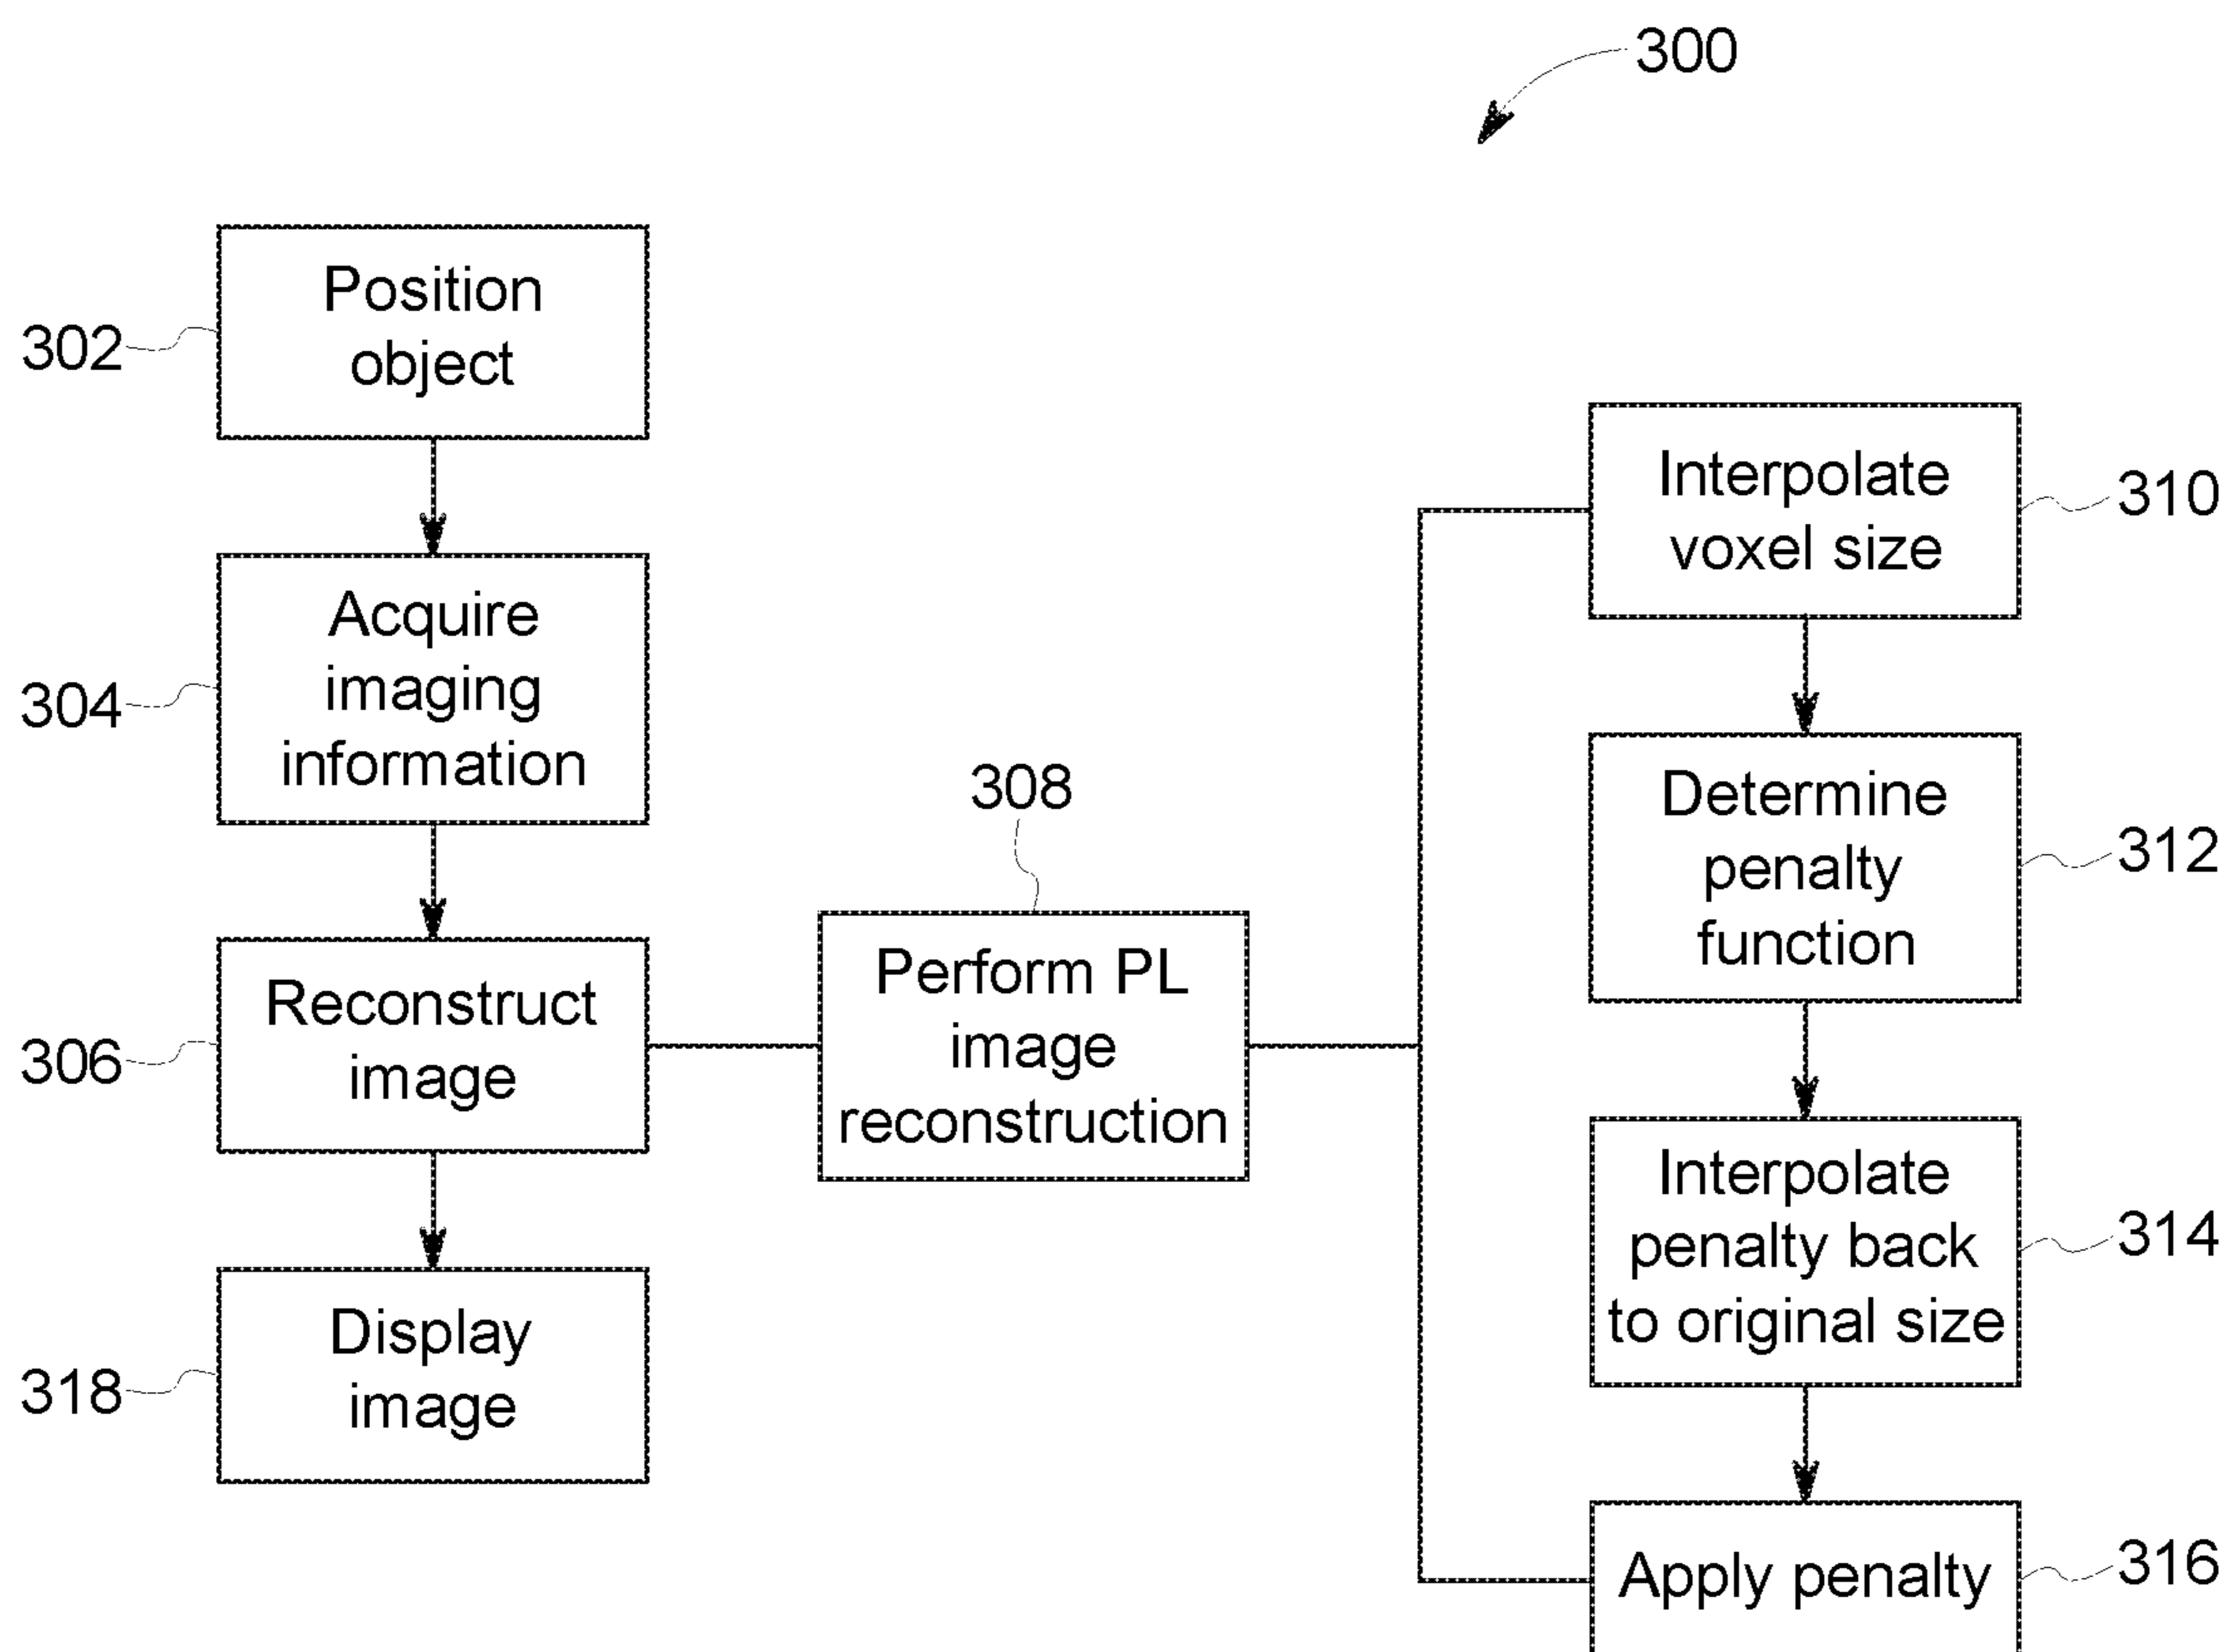 300
302
Position
object
304
Acquire
imaging
information
306
Reconstruct
image
318
Display
image
308
Perform PL
image
reconstruction
Interpolate
voxel size
310
Determine
penalty
function
312
Interpolate
penalty back
to original size
314
Apply penalty
316